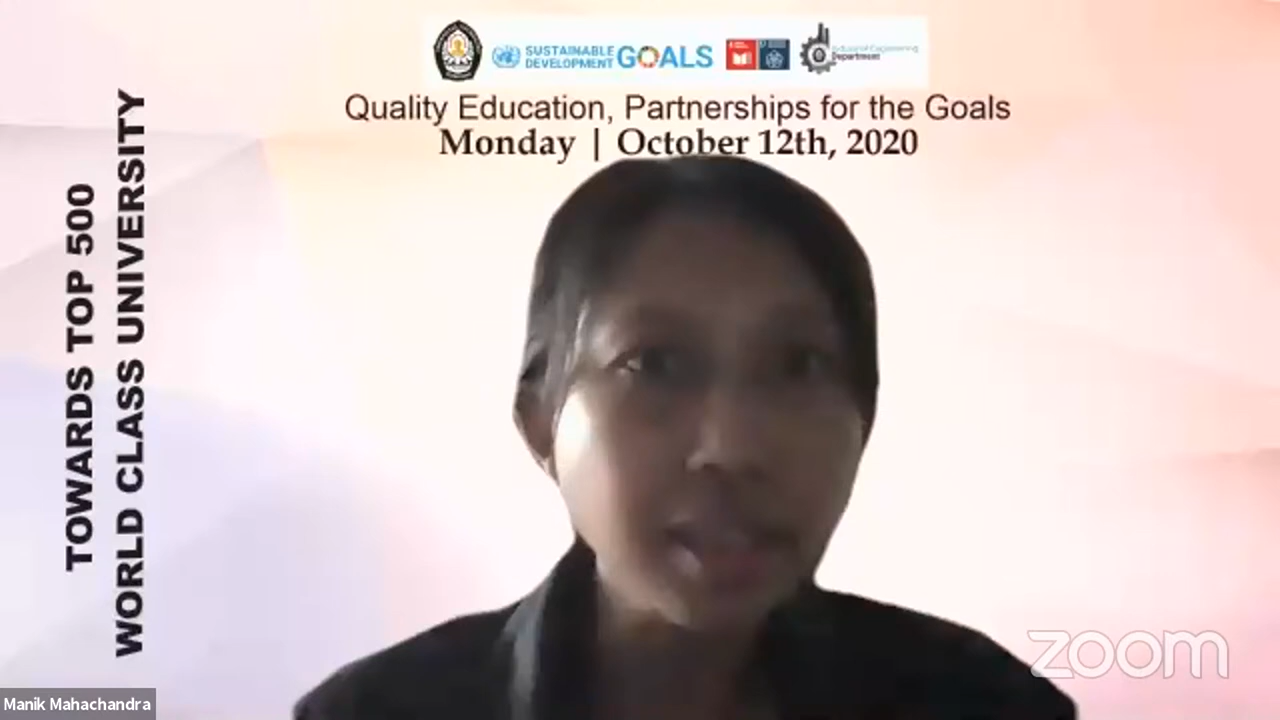 SUSTAINABLE
DEVELOPMENT
GOALS
Department
Quality Education, Partnerships for the Goals
Monday | October 12th, 2020
TOWARDS TOP 500
WORLD CLASS UNIVERSITY
zoom
Manik Mahachandra